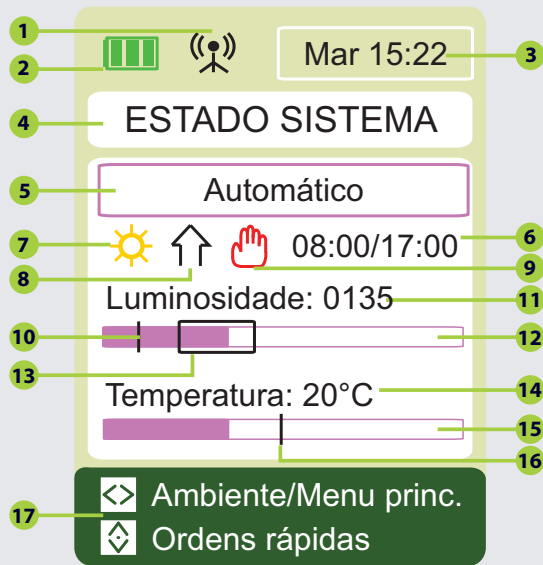 1
2
Mar 15:22
3
4
ESTADO SISTEMA
5
Automático
7
08:00/17:00
6
8
9
Luminosidade: 0135
11
10
12
13
Temperatura: 20°C
14
15
16
17
Ambiente/Menu princ.
Ordens rápidas